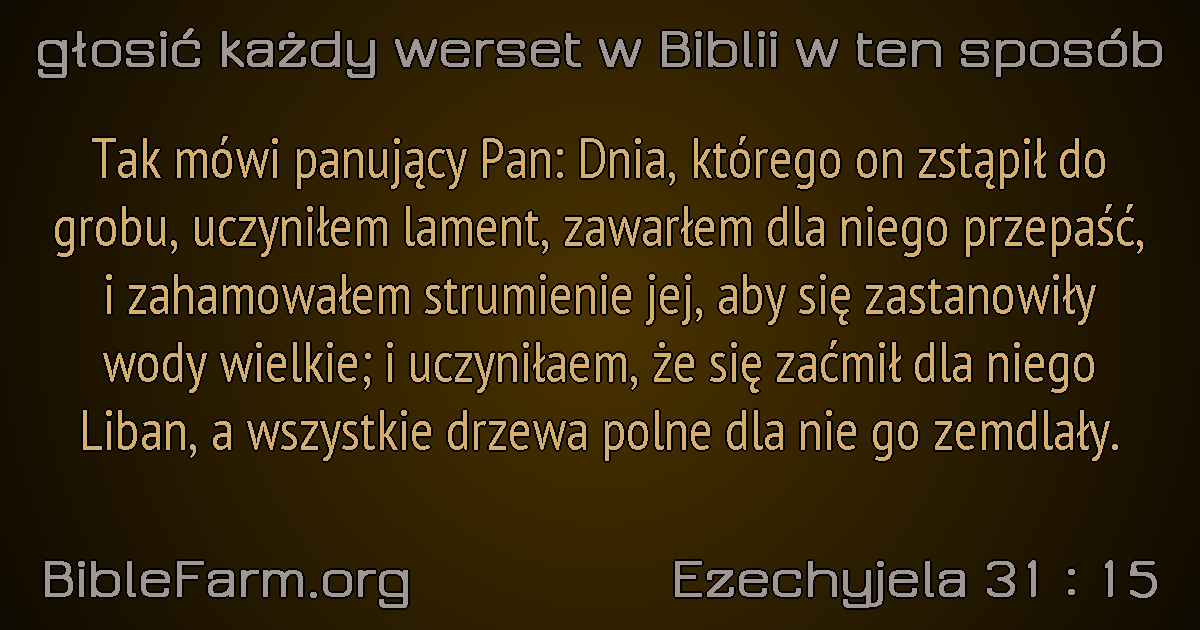 głosić każdy werset w Biblii w ten sposób
Tak mówi panujący Pan: Dnia, którego on zstąpił do
grobu, uczyniłem lament, zawarłem dla niego przepaść,
i zahamowałem strumienie jej, aby się zastanowiły
wody wielkie; i uczyniłaem, że się zaćmił dla niego
Liban, a wszystkie drzewa polne dla nie go zemdlały.
BibleFarm.org
Ezechyjela 31 : 15